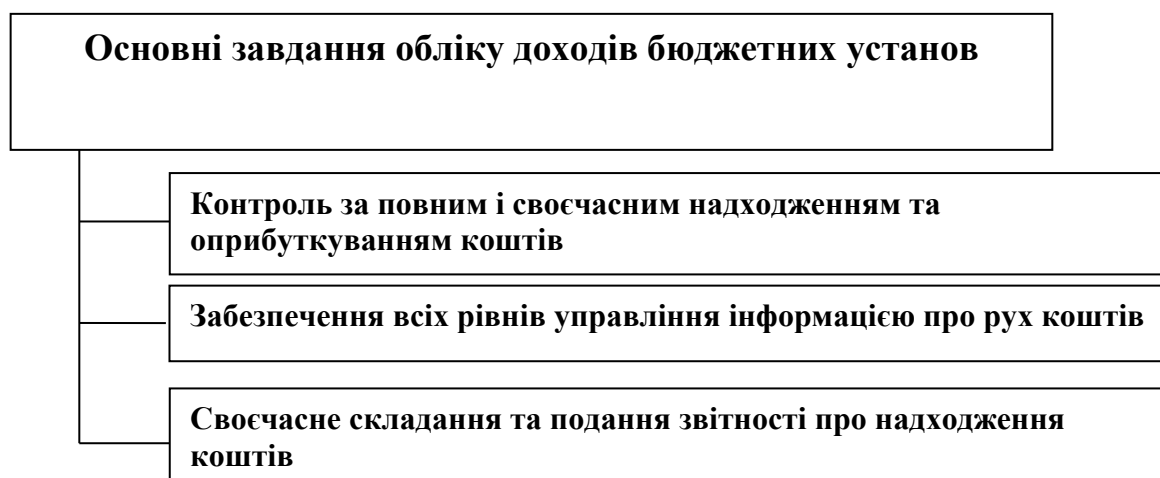 Основні завдання обліку доходів бюджетних установ
Контроль за повним і своєчасним надходженням та
оприбуткуванням коштів
Забезпечення всіх рівнів управління інформацією про рух коштів
Своєчасне складання та подання звітності про надходження
коштів